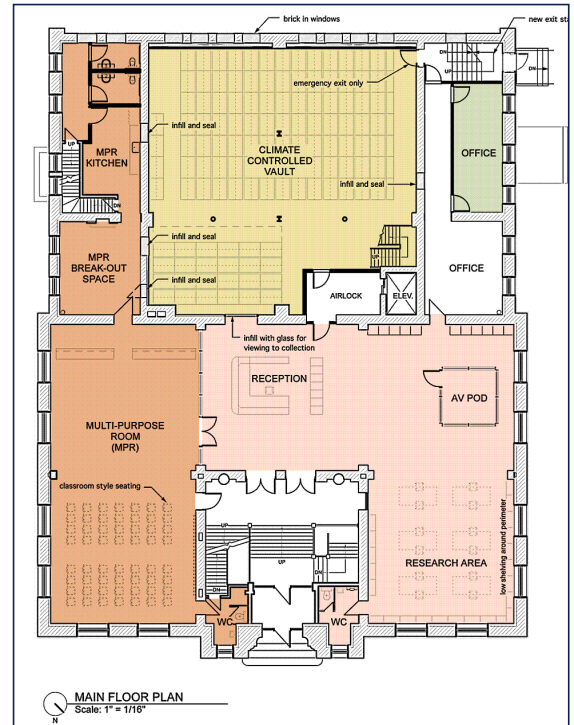 brick in windows
new exit sta
DN
UP
DN
emergency exit only
MPR
KITCHEN
infill and seal
CLIMATE
CONTROLLED
VAULT
OFFICE
UP
infill and seal
DN
infill and seal
MPR
BREAK-OUT
SPACE
infill and seal
UP
OFFICE
AIRLOCK
ELEV.
infill with glass for
viewing to collection
RECEPTION
AV POD
MULTI-PURPOSE
ROOM
(MPR)
classroom style seating
low shelving around perimeter
UP
UP
DN
RESEARCH AREA
DN
WC
WC
MAIN FLOOR PLAN
Scale: 1" = 1/16"
N